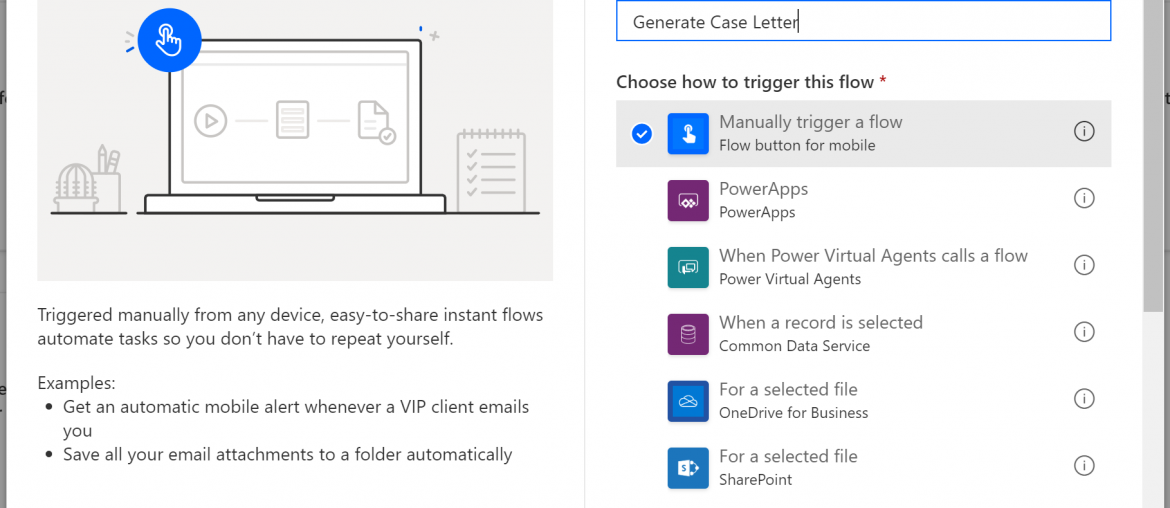 Generate Case Letter
Choose how to trigger this flow *
Manually trigger a flow
Flow button for mobile
PowerApps
PowerApps
When Power Virtual Agents calls a flow
Power Virtual Agents
When a record is selected
Common Data Service
For a selected file
OneDrive for Business
For a selected file
SharePoint
Triggered manually from any device, easy-to-share instant flows
automate tasks so you don’t have to repeat yourself.
Examples:
• Get an automatic mobile alert whenever a VIP client emails
you
• Save all your email attachments to a folder automatically